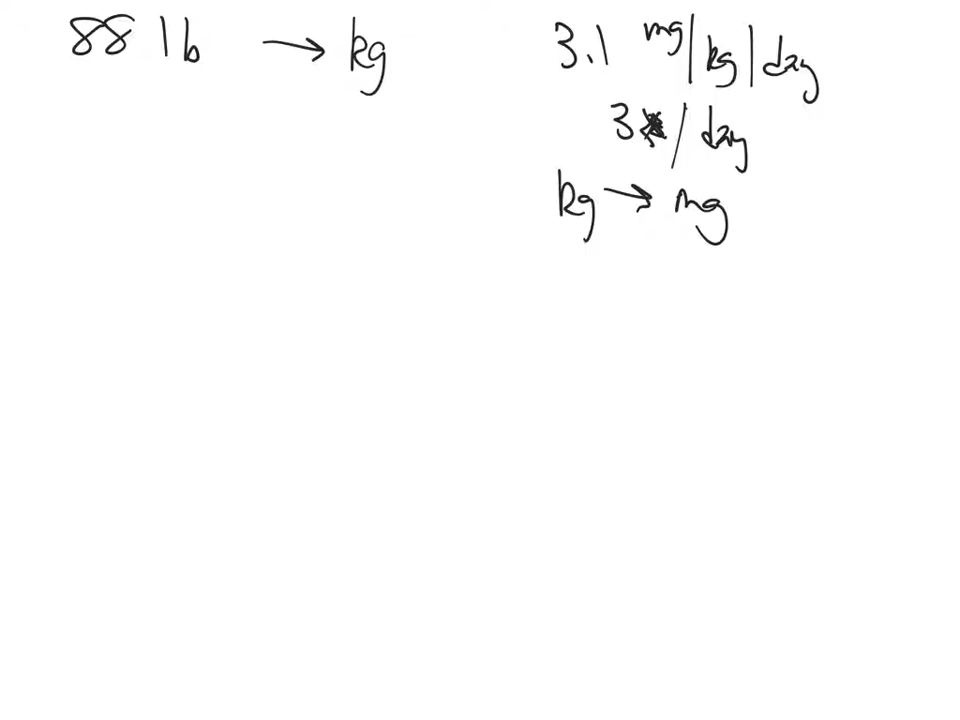 88 lb → kg
3.1 mg/kg/day
3 / day
kg → mg